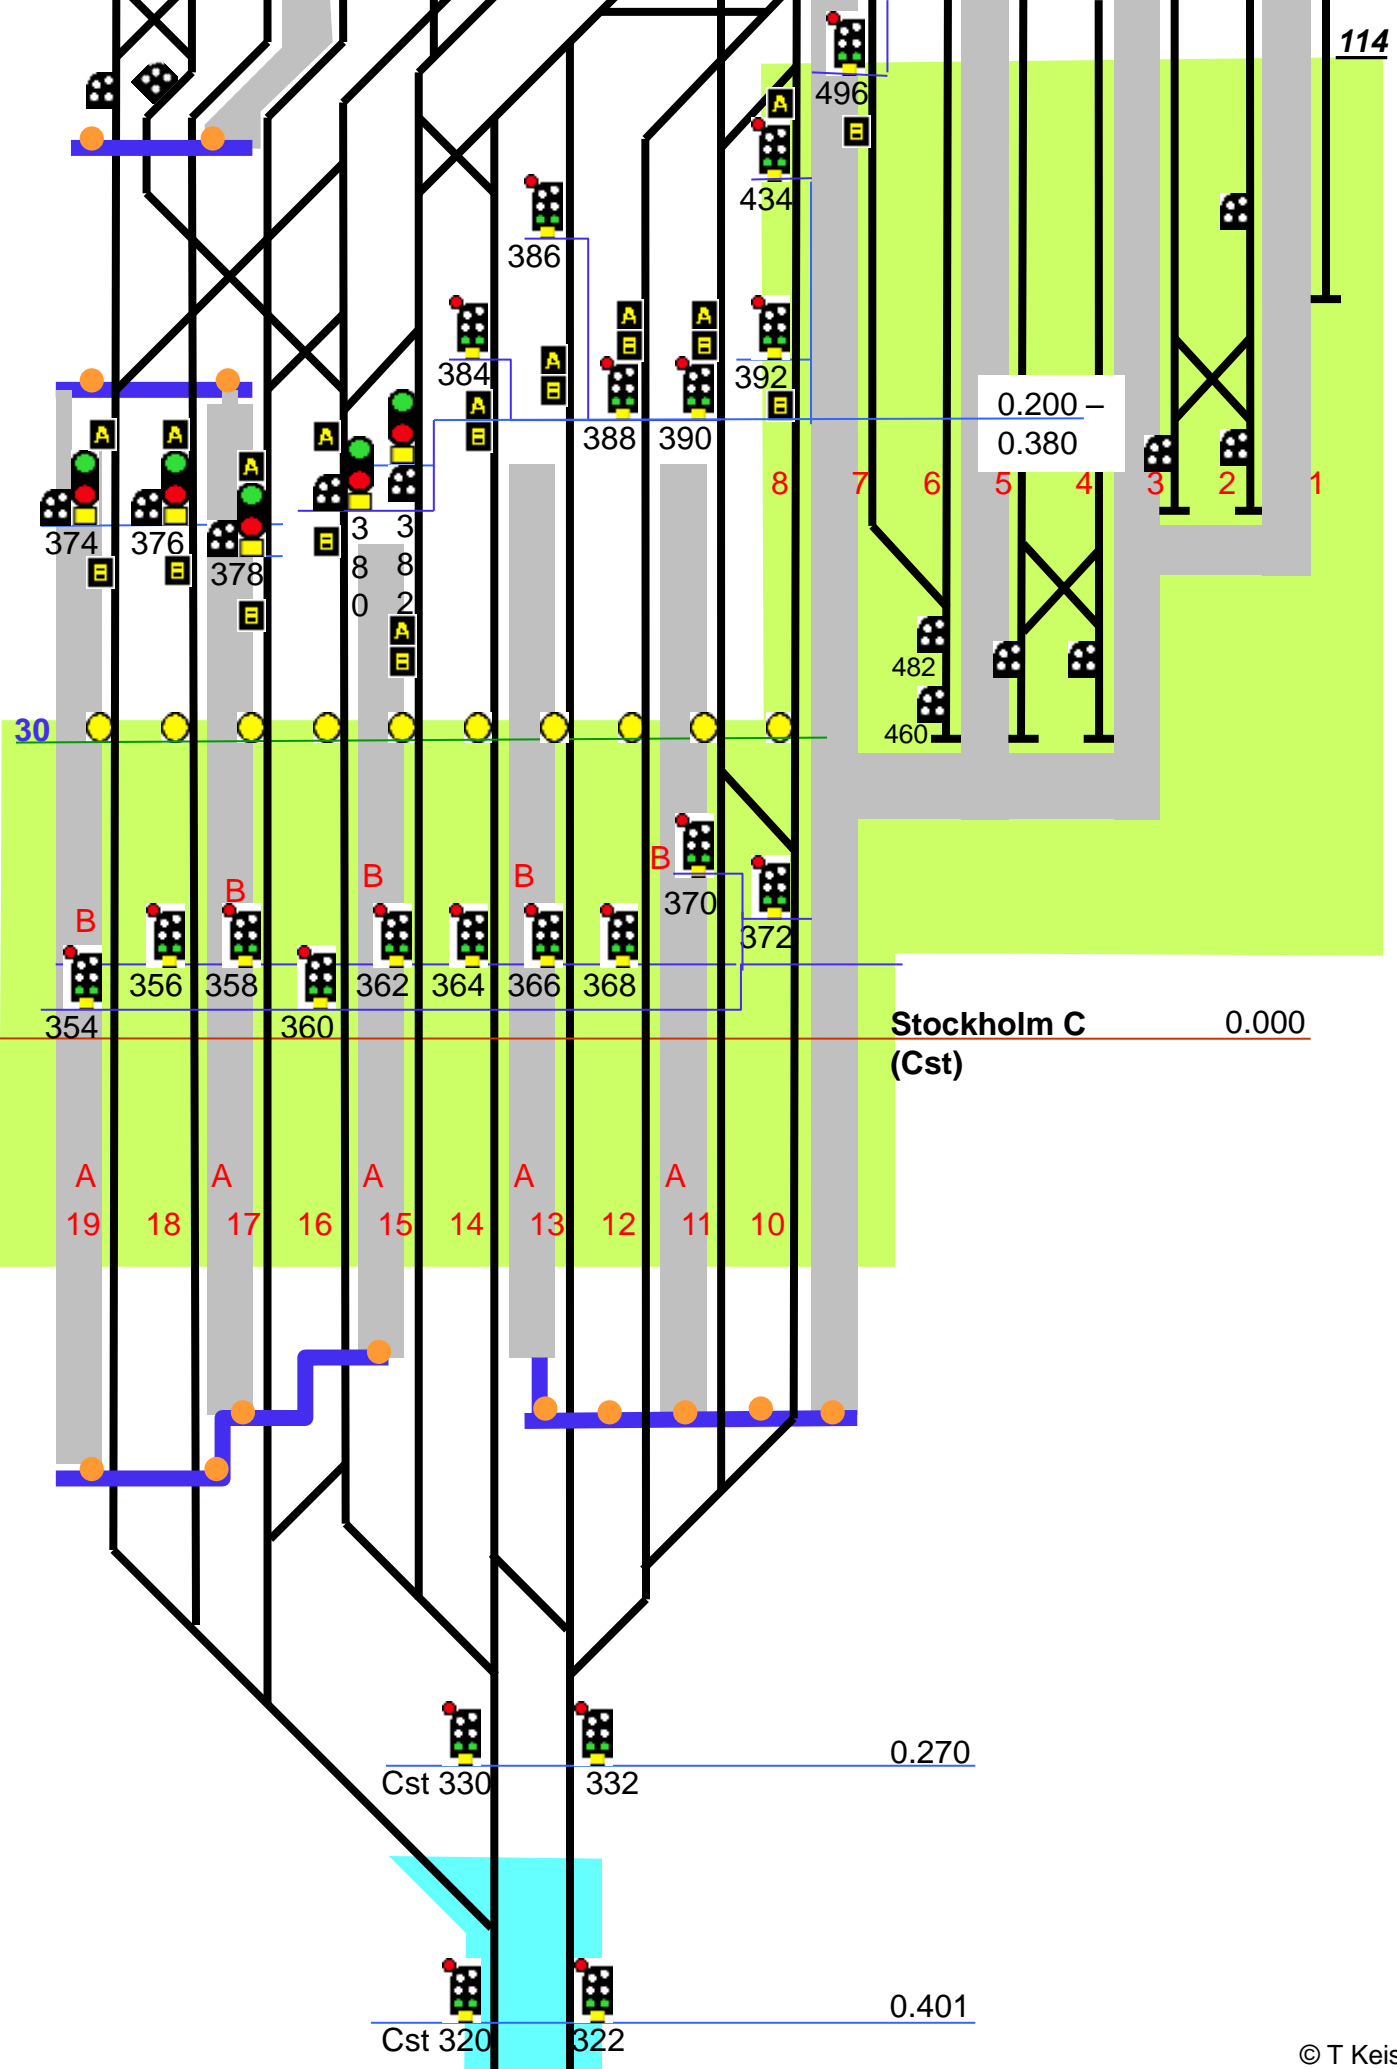 114
496
A
B
434
386
A
A
384
A
B
B
392
0.200 –
388
390
A
B
B
0.380
A
A
A
A
8
7
6
5
4
3
2
1
374
376
378
3
8
0
3
8
2
B
B
B
B
A
B
482
30
460
B
B
B
B
B
370
372
356
358
362
364
366
368
354
360
Stockholm C
0.000
(Cst)
A
A
A
A
A
19
18
17
16
15
14
13
12
11
10
0.270
Cst 330
332
0.401
Cst 320
322
© T Keis